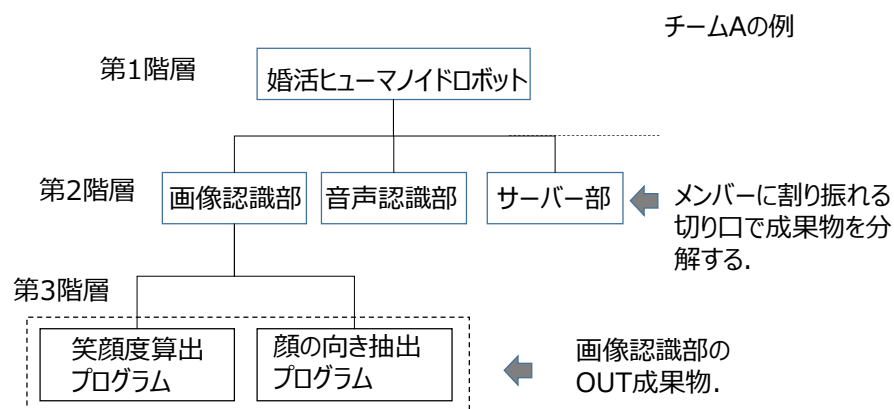 チームAの例
第1階層
婚活ヒューマノイドロボット
第2階層
画像認識部
音声認識部
サーバー部
メンバーに割り振れる
切り口で成果物を分
解する.
第3階層
笑顔度算出
プログラム
顔の向き抽出
プログラム
画像認識部の
OUT成果物.